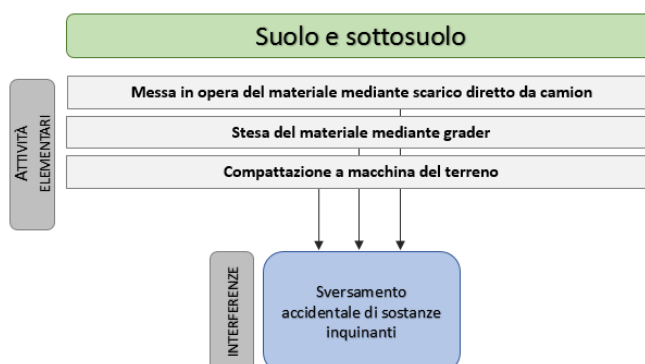 Suolo e sottosuolo
ATTIVITÀ
ELEMENTARI
Messa in opera del materiale mediante scarico diretto da camion
Stesa del materiale mediante grader
Compattazione a macchina del terreno
INTERFERENZE
Sversamento
accidentale di sostanze
inquinanti